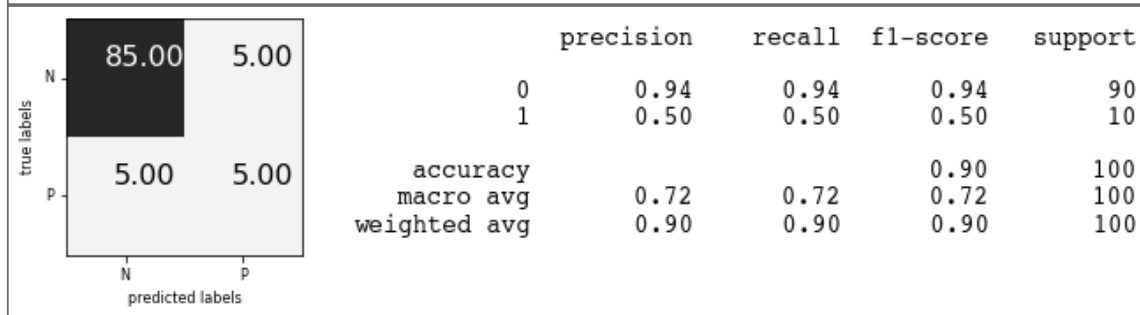 85.00 5.00
5.00 5.00
N
P
true labels
N P
predicted labels
precision recall f1-score support
0 0.94 0.94 0.94 90
1 0.50 0.50 0.50 10
accuracy 0.90 100
macro avg 0.72 0.72 0.72 100
weighted avg 0.90 0.90 0.90 100